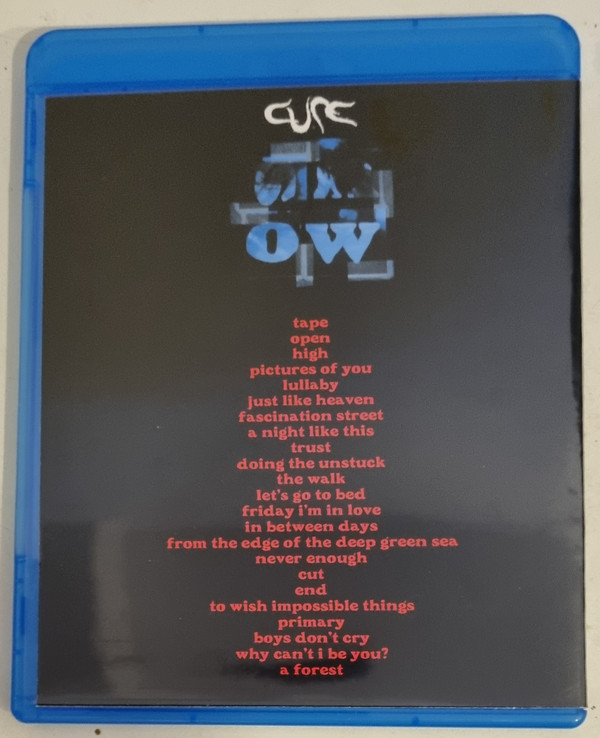 CURE
OW
tape
open
high
pictures of you
lullaby
just like heaven
fascination street
a night like this
trust
doing the unstuck
the walk
let's go to bed
friday i'm in love
in between days
from the edge of the deep green sea
never enough
cut
end
to wish impossible things
primary
boys don't cry
why can't i be you?
a forest